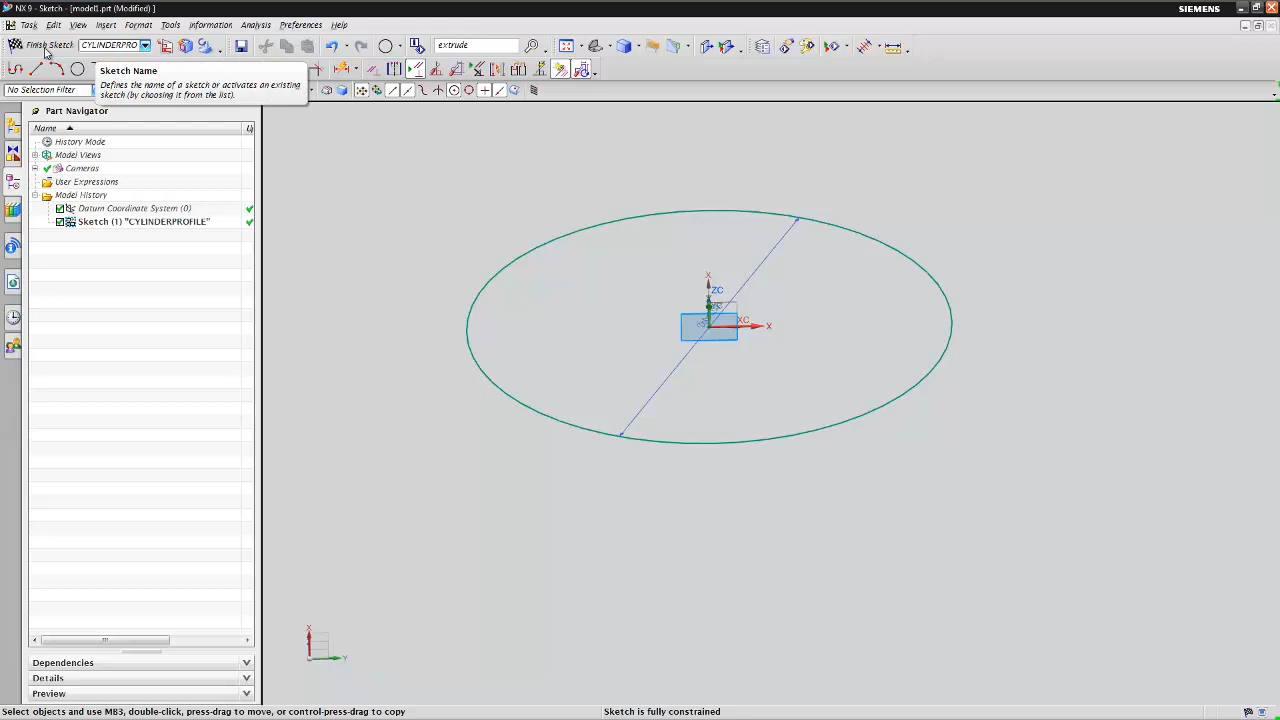 NX 9 - Sketch - [model1.prt (Modified)]
SIEMENS
Task Edit View Insert Format Tools Information Analysis Preferences Help
Finish Sketch CYLINDERPRO
extrude
Sketch Name
Defines the name of a sketch or activates an existing
sketch (by choosing it from the list).
No Selection Filter
Part Navigator
Name
History Mode
Model Views
Cameras
User Expressions
Model History
Datum Coordinate System (0)
Sketch (1) "CYLINDERPROFILE"
X
ZC
XC
X
X
Y
Dependencies
Details
Preview
Select objects and use MB3, double-click, press-drag to move, or control-press-drag to copy
Sketch is fully constrained